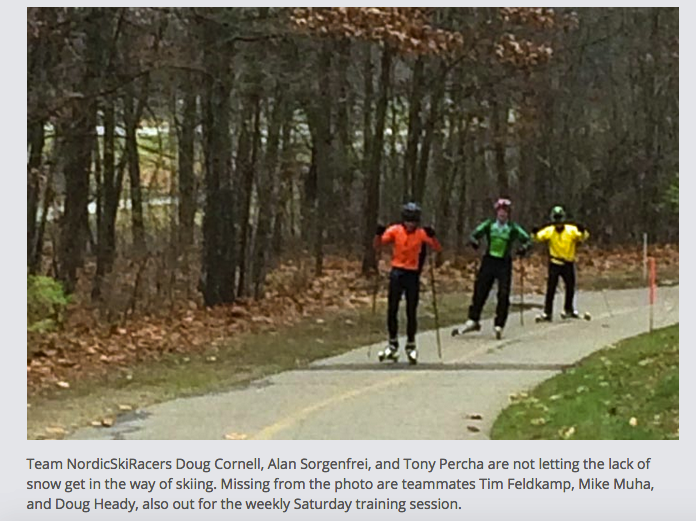 Team NordicSkiRacers Doug Cornell, Alan Sorgenfrei, and Tony Percha are not letting the lack of
snow get in the way of skiing. Missing from the photo are teammates Tim Feldkamp, Mike Muha,
and Doug Heady, also out for the weekly Saturday training session.